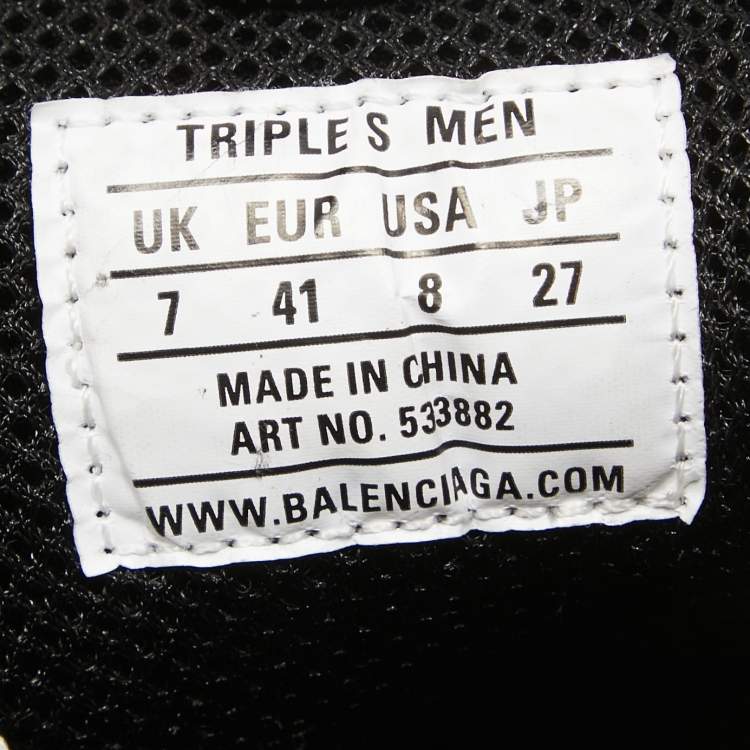 TRIPLE S MEN
UK EUR USA JP
7 41 8 27
MADE IN CHINA
ART NO. 533882
WWW.BALENCIAGA.COM